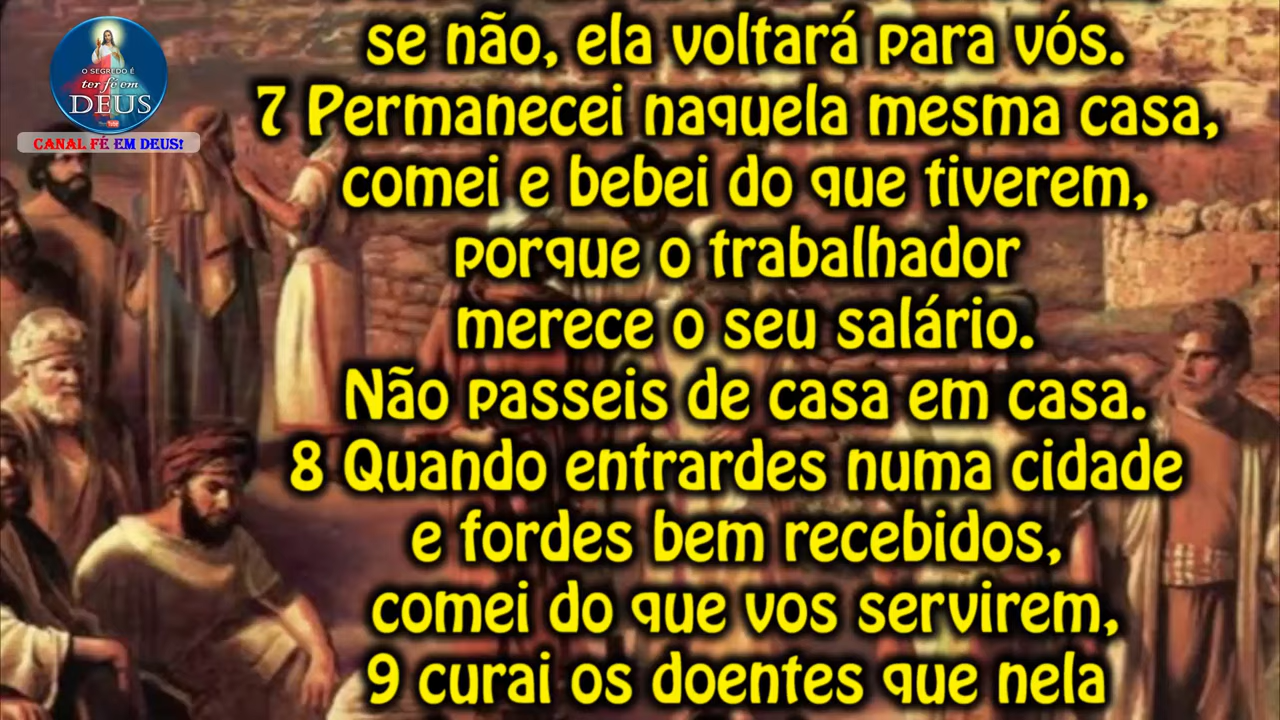 O SEGREDO É
ter fé em
DEUS
CANAL FÉ EM DEUS!
se não, ela voltará para vós.
7 Permanecei naquela mesma casa,
comei e bebei do que tiverem,
porque o trabalhador
merece o seu salário.
Não passeis de casa em casa.
8 Quando entrardes numa cidade
e fordes bem recebidos,
comei do que vos servirem,
9 curai os doentes que nela